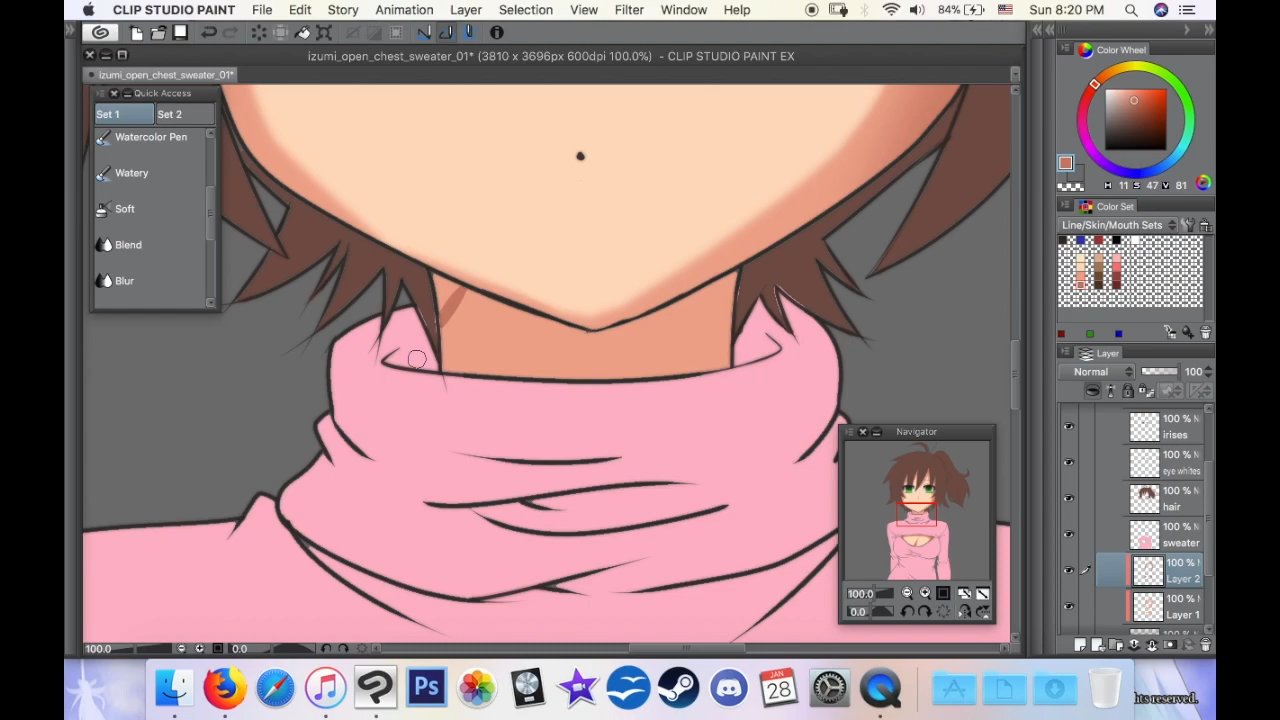 CLIP STUDIO PAINT File Edit Story Animation Layer Selection View Filter Window Help 84% Sun 8:20 PM
izumi_open_chest_sweater_01* (3810 x 3696px 600dpi 100.0%) - CLIP STUDIO PAINT EX
izumi_open_chest_sweater_01*
Quick Access
Set 1 Set 2
Watercolor Pen
Watery
Soft
Blend
Blur
Color Wheel
H 11 S 47 V 81
Color Set
Line/Skin/Mouth Sets
Layer
Normal 100
100 % N
irises
100 % N
eye whites
100 % N
hair
100 % N
sweater
100 % N
Layer 2
100 % N
Layer 1
Navigator
100.0
0.0
100.0 0.0
Ps
JAN
28
hts reserved.